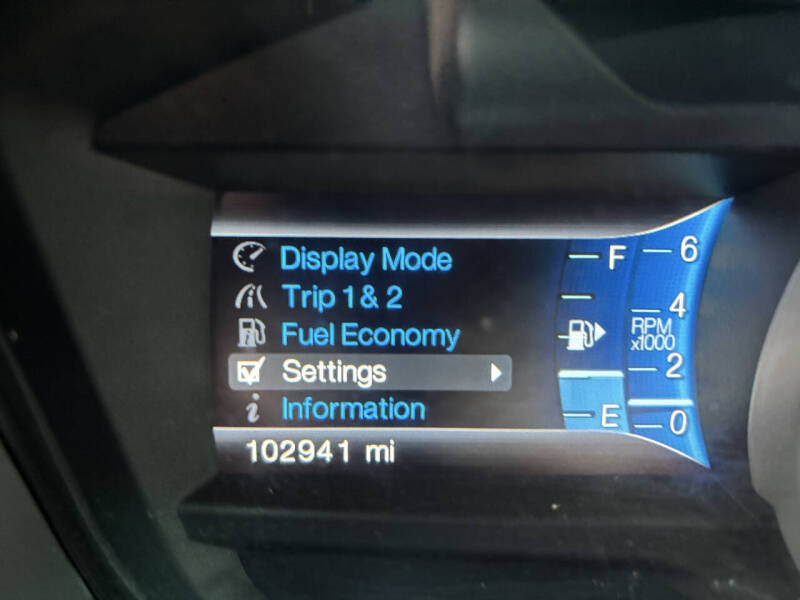 Display Mode
Trip 1 & 2
Fuel Economy
Settings
i Information
102941 mi
F
E
6
4
RPM
x1000
2
0